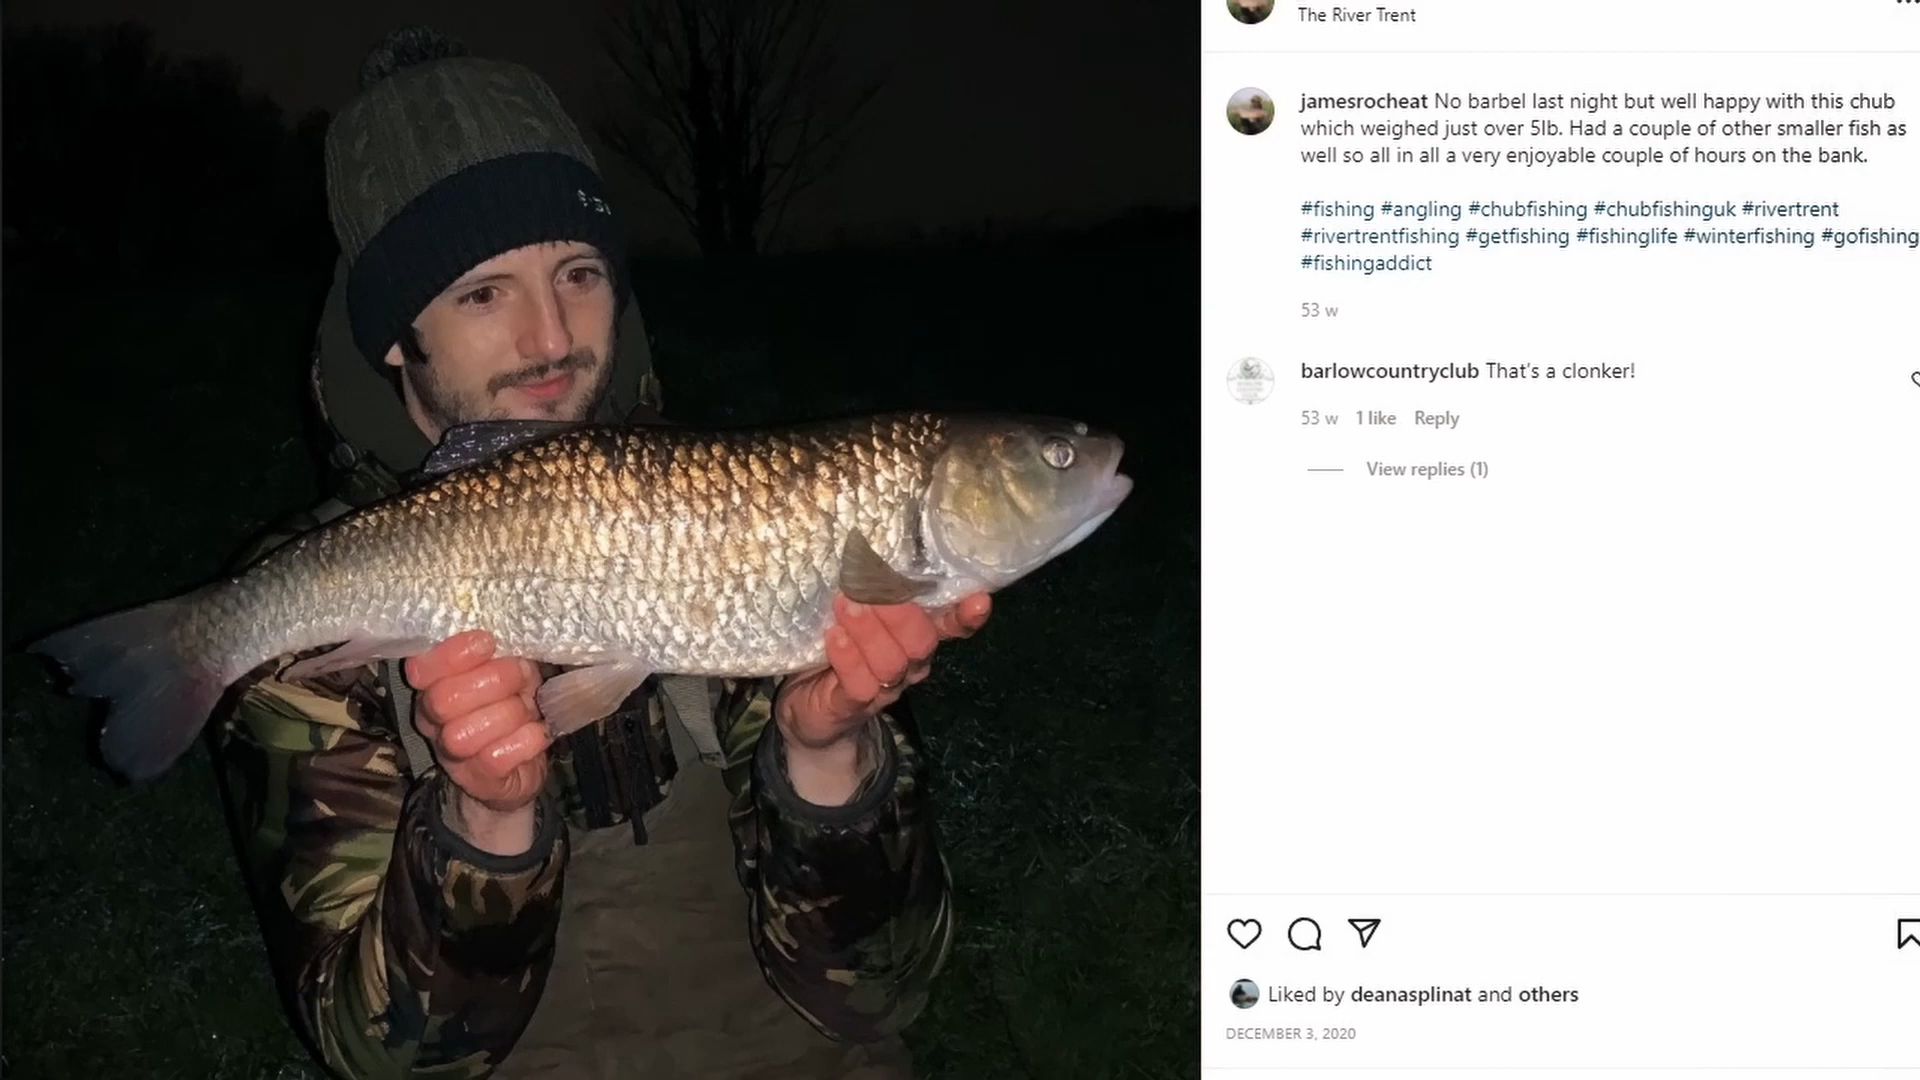 The River Trent
jamesrocheat No barbel last night but well happy with this chub
which weighed just over 5lb. Had a couple of other smaller fish as
well so all in all a very enjoyable couple of hours on the bank.
#fishing #angling #chubfishing #chubfishinguk #rivertrent
#rivertrentfishing #getfishing #fishinglife #winterfishing #gofishing
#fishingaddict
53 w
barlowcountryclub That's a clonker!
53 w 1 like Reply
View replies (1)
Liked by deanasplinat and others
DECEMBER 3, 2020